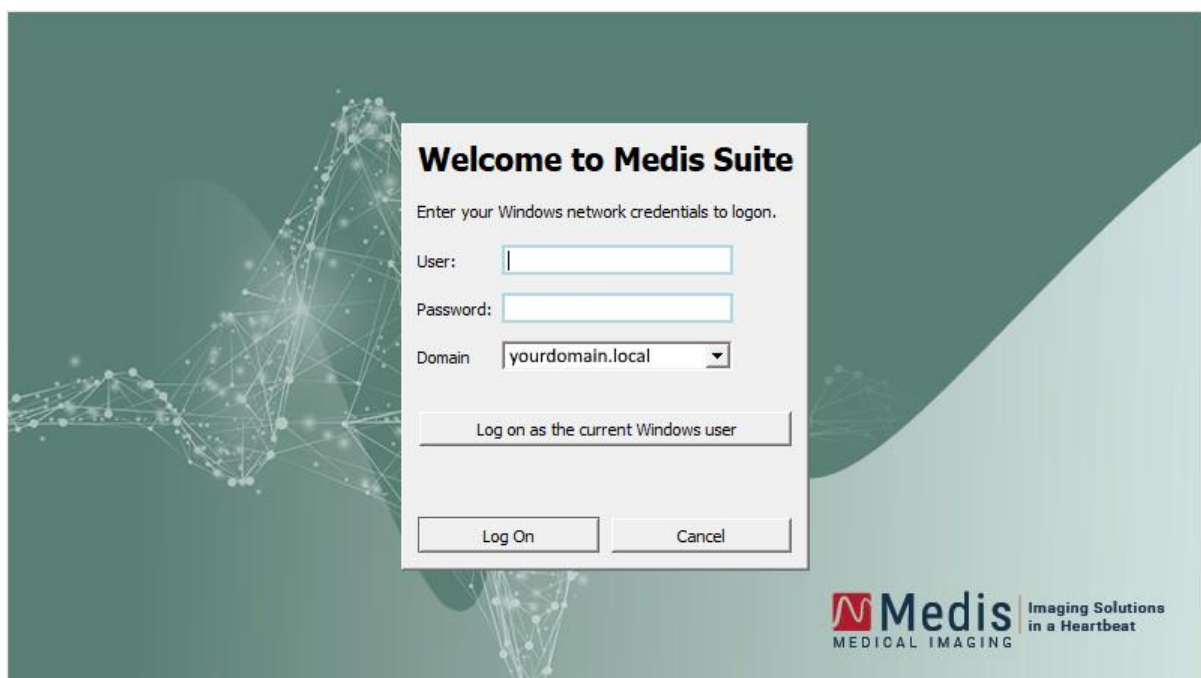 Welcome to Medis Suite
Enter your Windows network credentials to logon.
User:
Password:
Domain yourdomain.local
Log on as the current Windows user
Log On Cancel
Medis
MEDICAL IMAGING
Imaging Solutions
in a Heartbeat